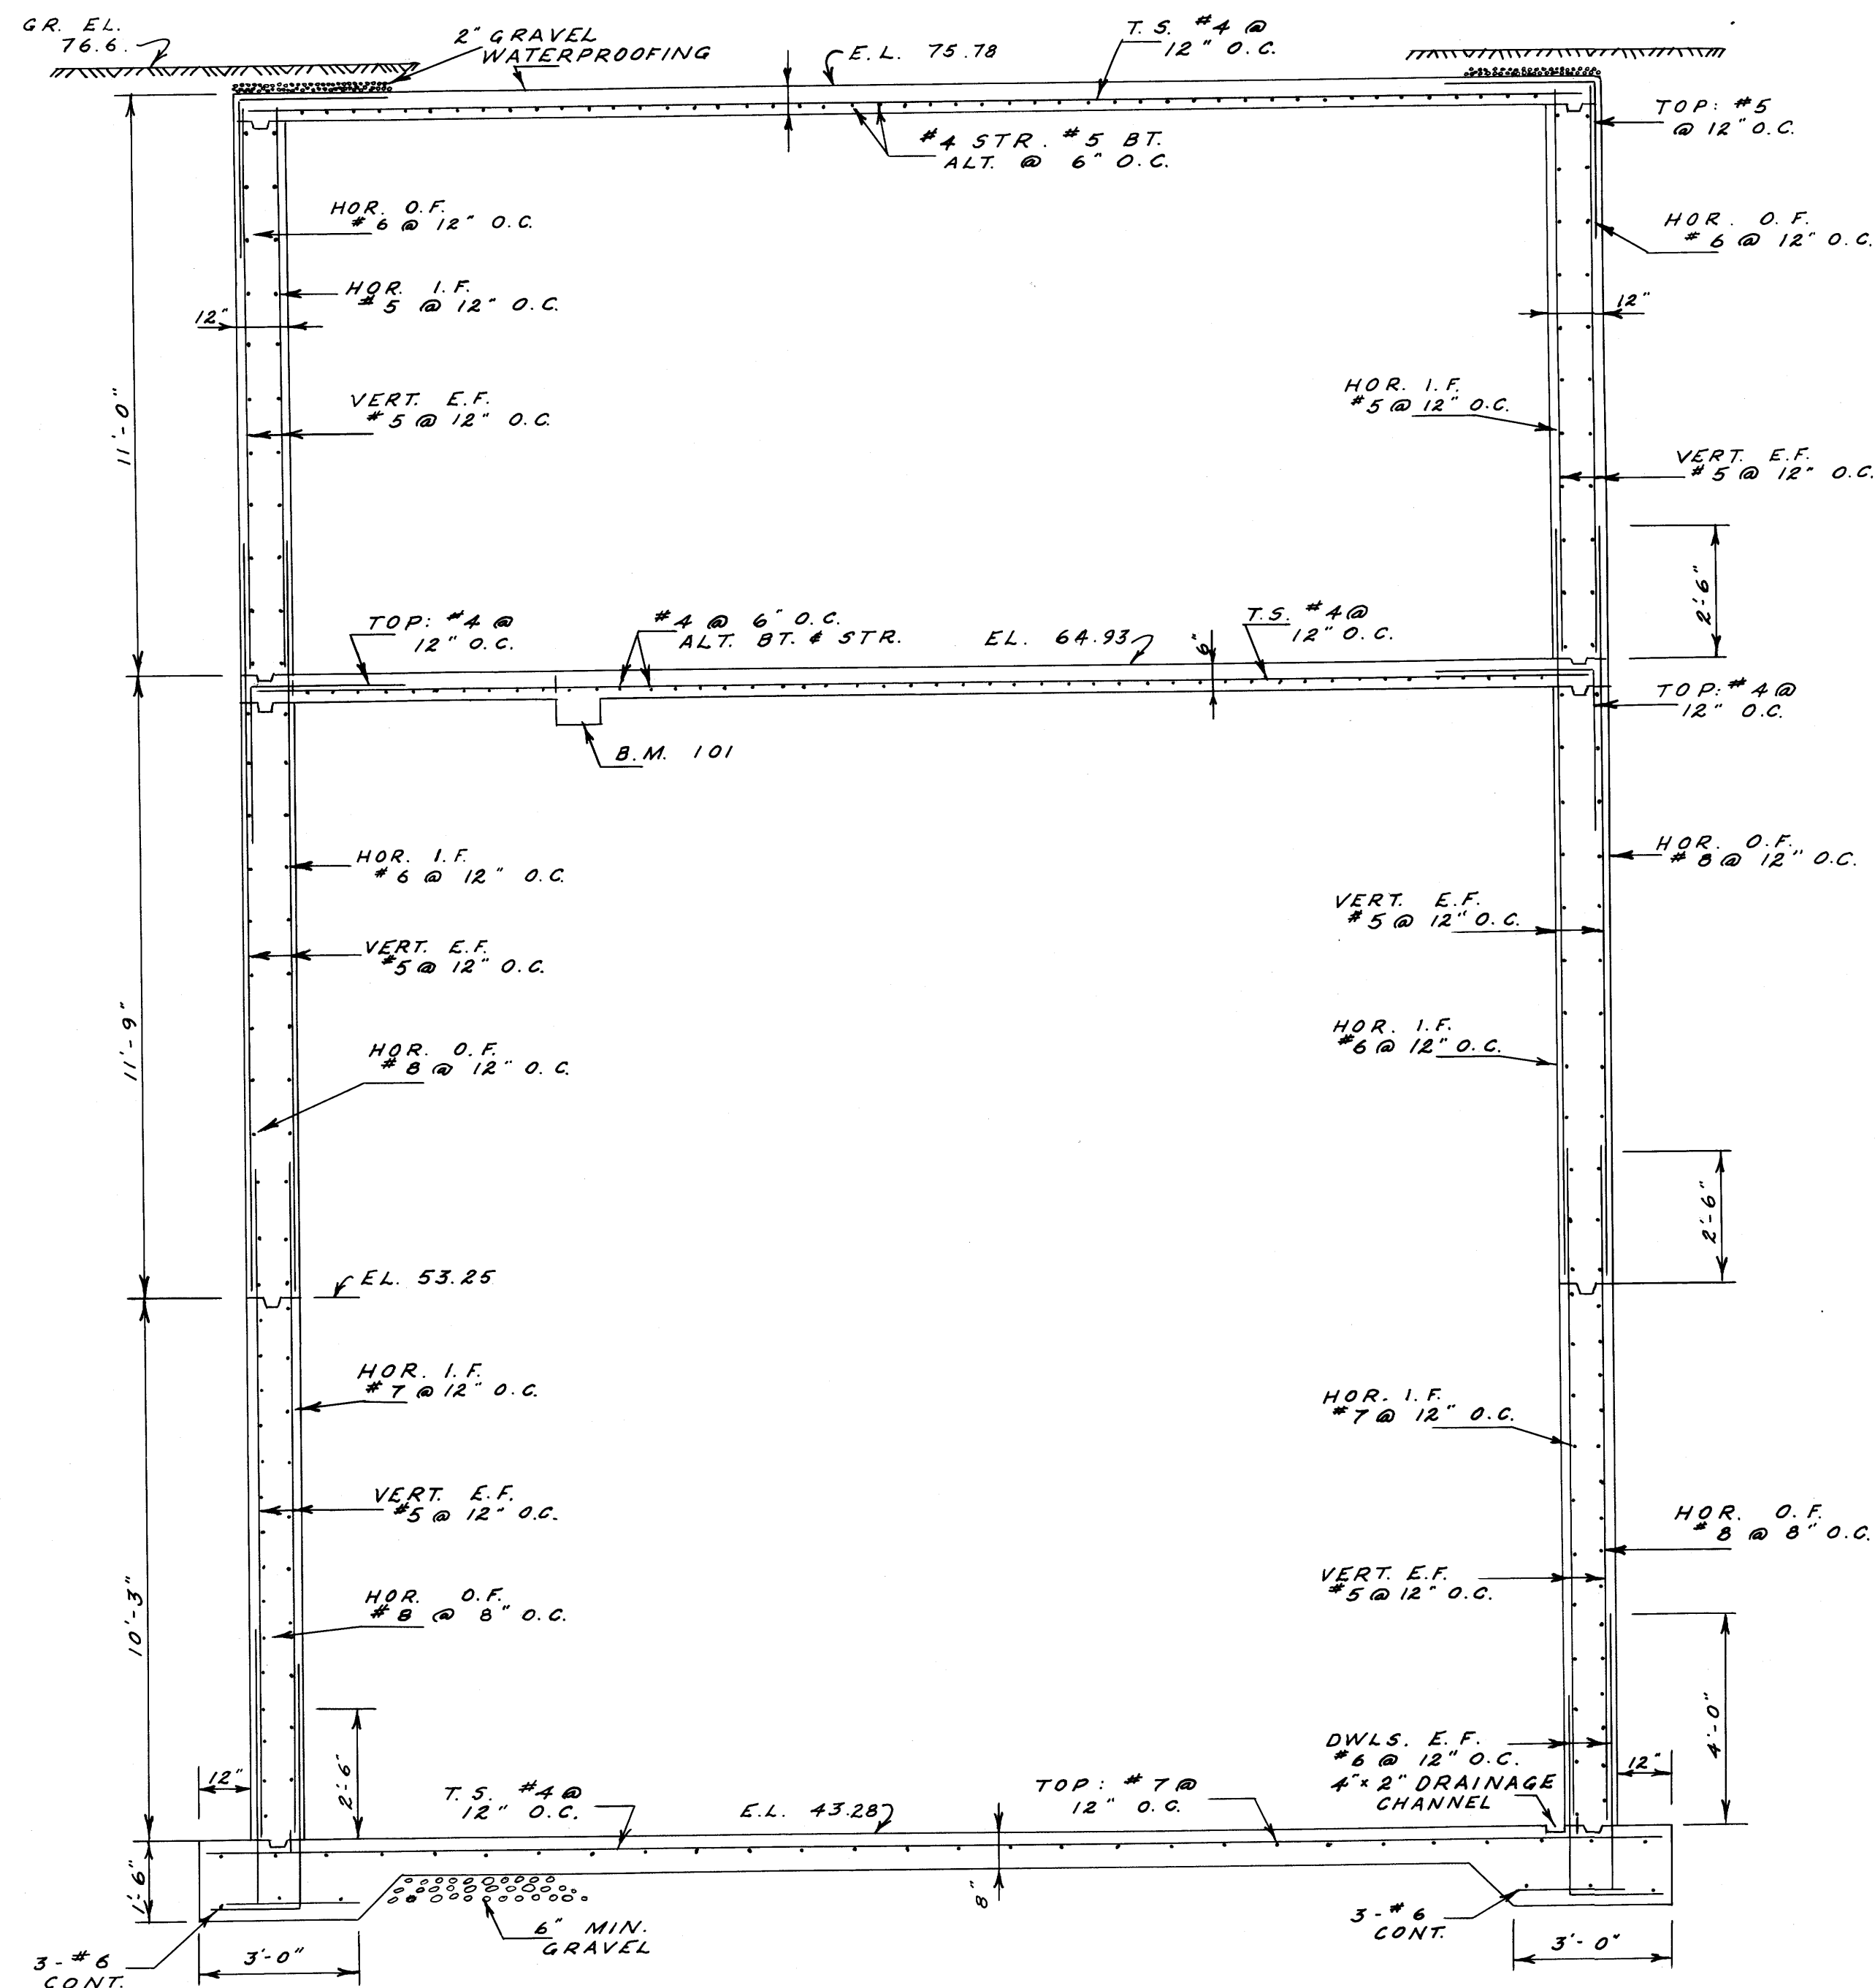 GR. EL.
76.6.
2" GRAVEL
WATERPROOFING
E.L. 75.78
T.S. #4 @
12" O.C.
TOP: #5
@ 12" O.C.
#4 STR. #5 BT.
ALT. @ 6" O.C.
HOR. O.F.
#6 @ 12" O.C.
HOR. O.F.
#6 @ 12" O.C.
HOR. I.F.
#5 @ 12" O.C.
12"
12"
11'-0"
VERT. E.F.
#5 @ 12" O.C.
HOR. I.F.
#5 @ 12" O.C.
VERT. E.F.
#5 @ 12" O.C.
2'-6"
TOP: #4 @
12" O.C.
#4 @ 6" O.C.
ALT. BT. & STR.
EL. 64.93
6"
T.S. #4 @
12" O.C.
TOP: #4 @
12" O.C.
B.M. 101
HOR. I.F.
#6 @ 12" O.C.
HOR. O.F.
#8 @ 12" O.C.
VERT. E.F.
#5 @ 12" O.C.
VERT. E.F.
#5 @ 12" O.C.
11'-9"
HOR. O.F.
#8 @ 12" O.C.
HOR. I.F.
#6 @ 12" O.C.
2'-6"
EL. 53.25
HOR. I.F.
#7 @ 12" O.C.
HOR. I.F.
#7 @ 12" O.C.
VERT. E.F.
#5 @ 12" O.C.
HOR. O.F.
#8 @ 8" O.C.
10'-3"
HOR. O.F.
#8 @ 8" O.C.
VERT. E.F.
#5 @ 12" O.C.
4'-0"
12"
2'-6"
T.S. #4 @
12" O.C.
E.L. 43.28
TOP: #7 @
12" O.C.
DWLS. E.F.
#6 @ 12" O.C.
4"x 2" DRAINAGE
CHANNEL
12"
1'-6"
8"
6" MIN.
GRAVEL
3-#6
CONT.
3'-0"
3-#6
CONT.
3'-0"